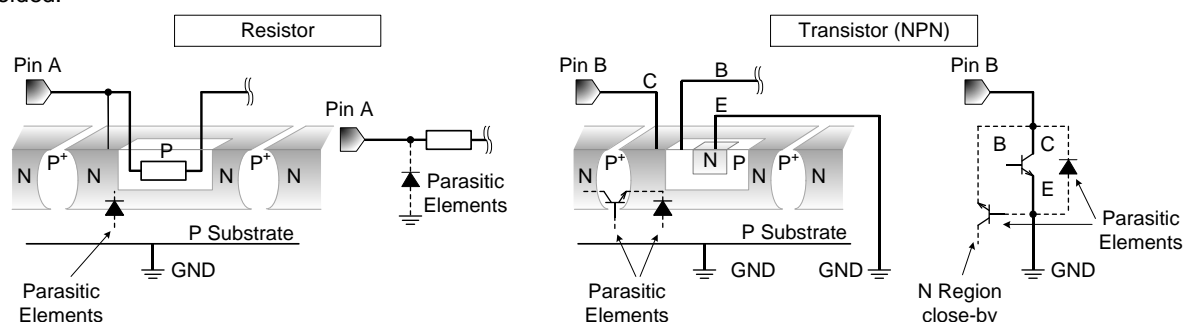 Resistor
Transistor (NPN)
Pin A
Pin A
P
N
P+
N
P+
N
N
Parasitic
Elements
P Substrate
GND
Parasitic
Elements
Pin B
C
B
E
N
P+
N
N
P
P+
N
N
P Substrate
GND
GND
Parasitic
Elements
Pin B
B
C
E
Parasitic
Elements
GND
N Region
close-by